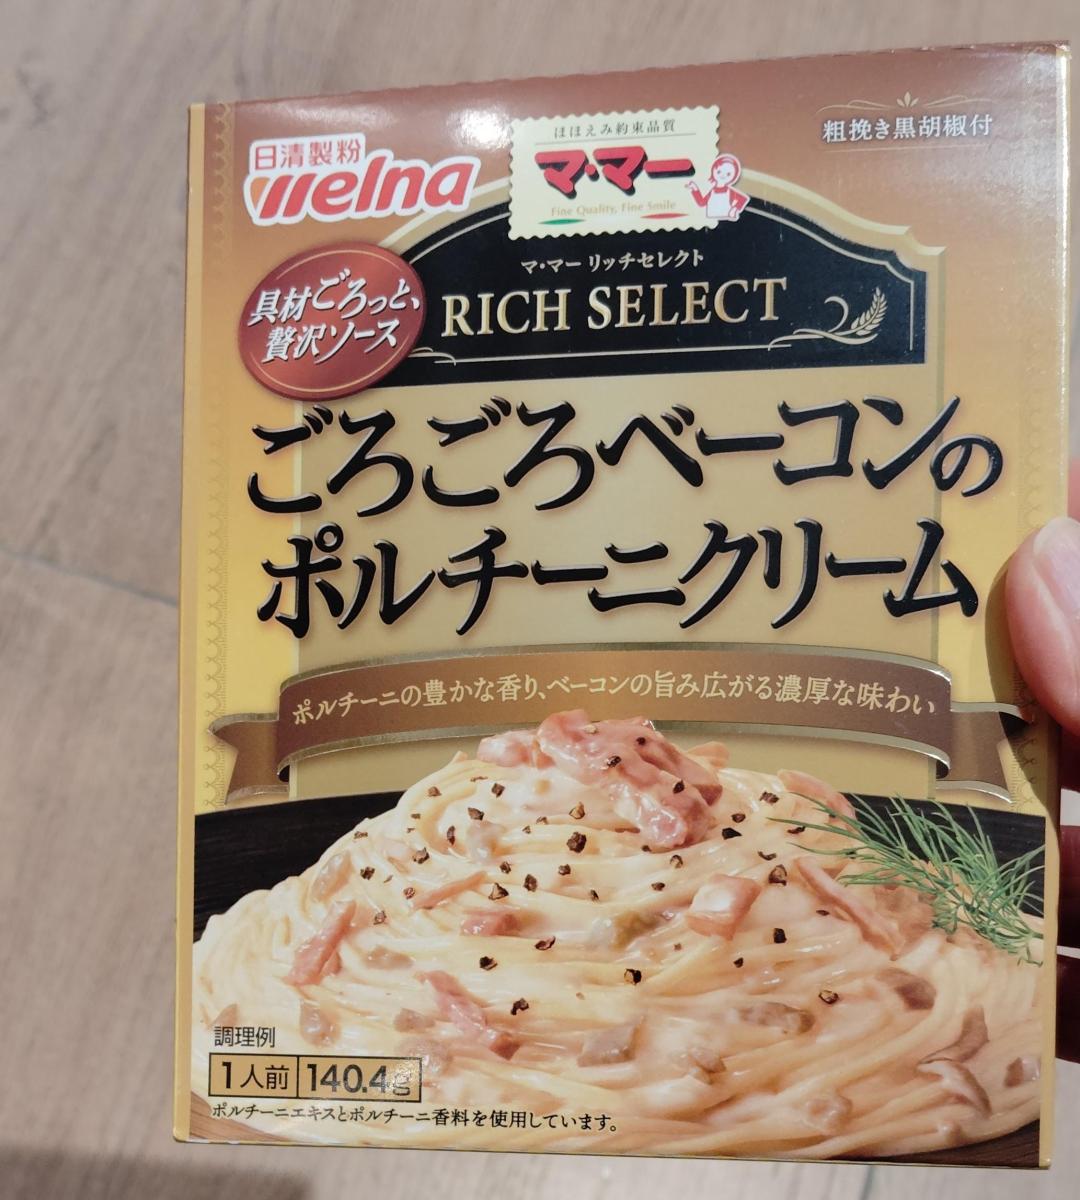 日清製粉
Welna
ほほえみ約束品質
マ・マー
Fine Quality, Fine Smile
粗挽き黒胡椒付
マ・マー リッチセレクト
RICH SELECT
具材ごろっと、
贅沢ソース
ごろごろベーコンの
ポルチーニクリーム
ポルチーニの豊かな香り、ベーコンの旨み広がる濃厚な味わい
調理例
1人前 140.4g
ポルチーニエキスとポルチーニ香料を使用しています。